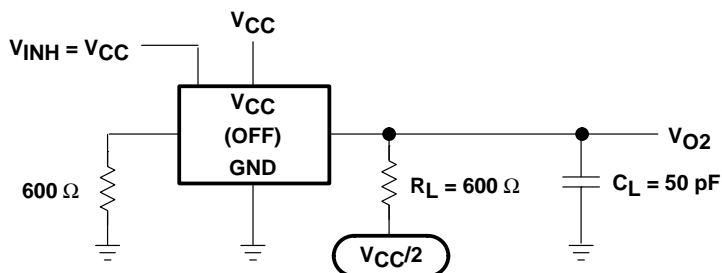 VCC
VINH = VCC
VCC
(OFF)
GND
VO2
600 Ω
RL = 600 Ω
CL = 50 pF
VCC/2